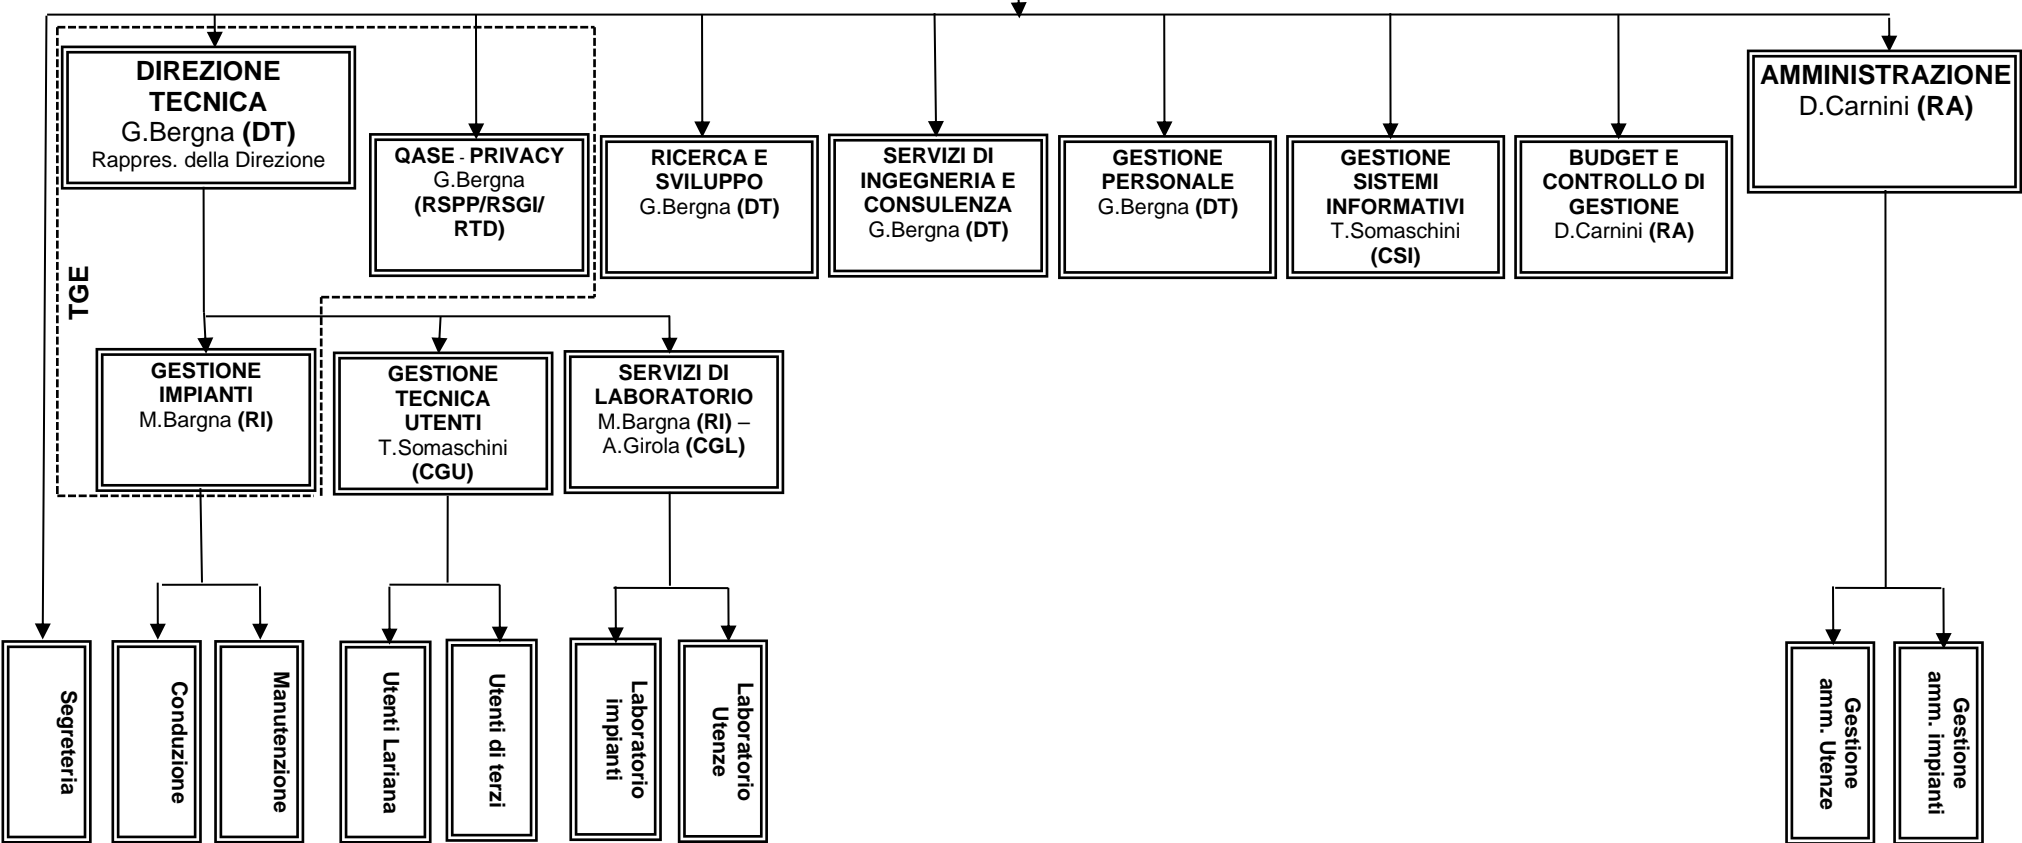 DIREZIONE
TECNICA
G.Bergna (DT)
Rappres. della Direzione
QASE - PRIVACY
G.Bergna
(RSPP/RSGI/
RTD)
RICERCA E
SVILUPPO
G.Bergna (DT)
SERVIZI DI
INGEGNERIA E
CONSULENZA
G.Bergna (DT)
GESTIONE
PERSONALE
G.Bergna (DT)
GESTIONE
SISTEMI
INFORMATIVI
T.Somaschini
(CSI)
BUDGET E
CONTROLLO DI
GESTIONE
D.Carnini (RA)
AMMINISTRAZIONE
D.Carnini (RA)
TGE
GESTIONE
IMPIANTI
M.Bargna (RI)
GESTIONE
TECNICA
UTENTI
T.Somaschini
(CGU)
SERVIZI DI
LABORATORIO
M.Bargna (RI) –
A.Girola (CGL)
Segreteria
Conduzione
Manutenzione
Utenti Lariana
Utenti di terzi
Laboratorio
impianti
Laboratorio
Utenze
Gestione
amm. Utenze
Gestione
amm. impianti